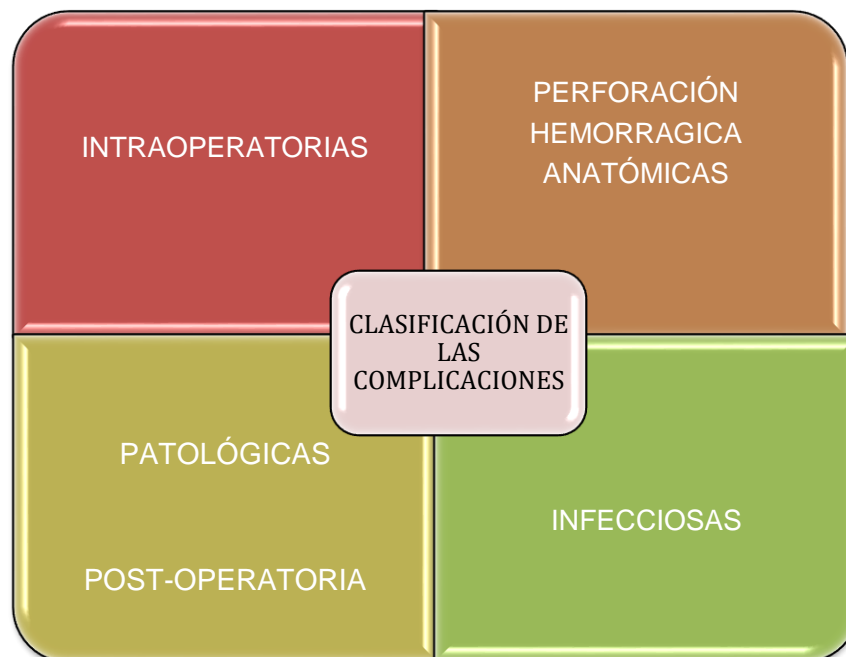 INTRAOPERATORIAS
PERFORACIÓN
HEMORRAGICA
ANATÓMICAS
CLASIFICACIÓN DE
LAS
COMPLICACIONES
PATOLÓGICAS
POST-OPERATORIA
INFECCIOSAS